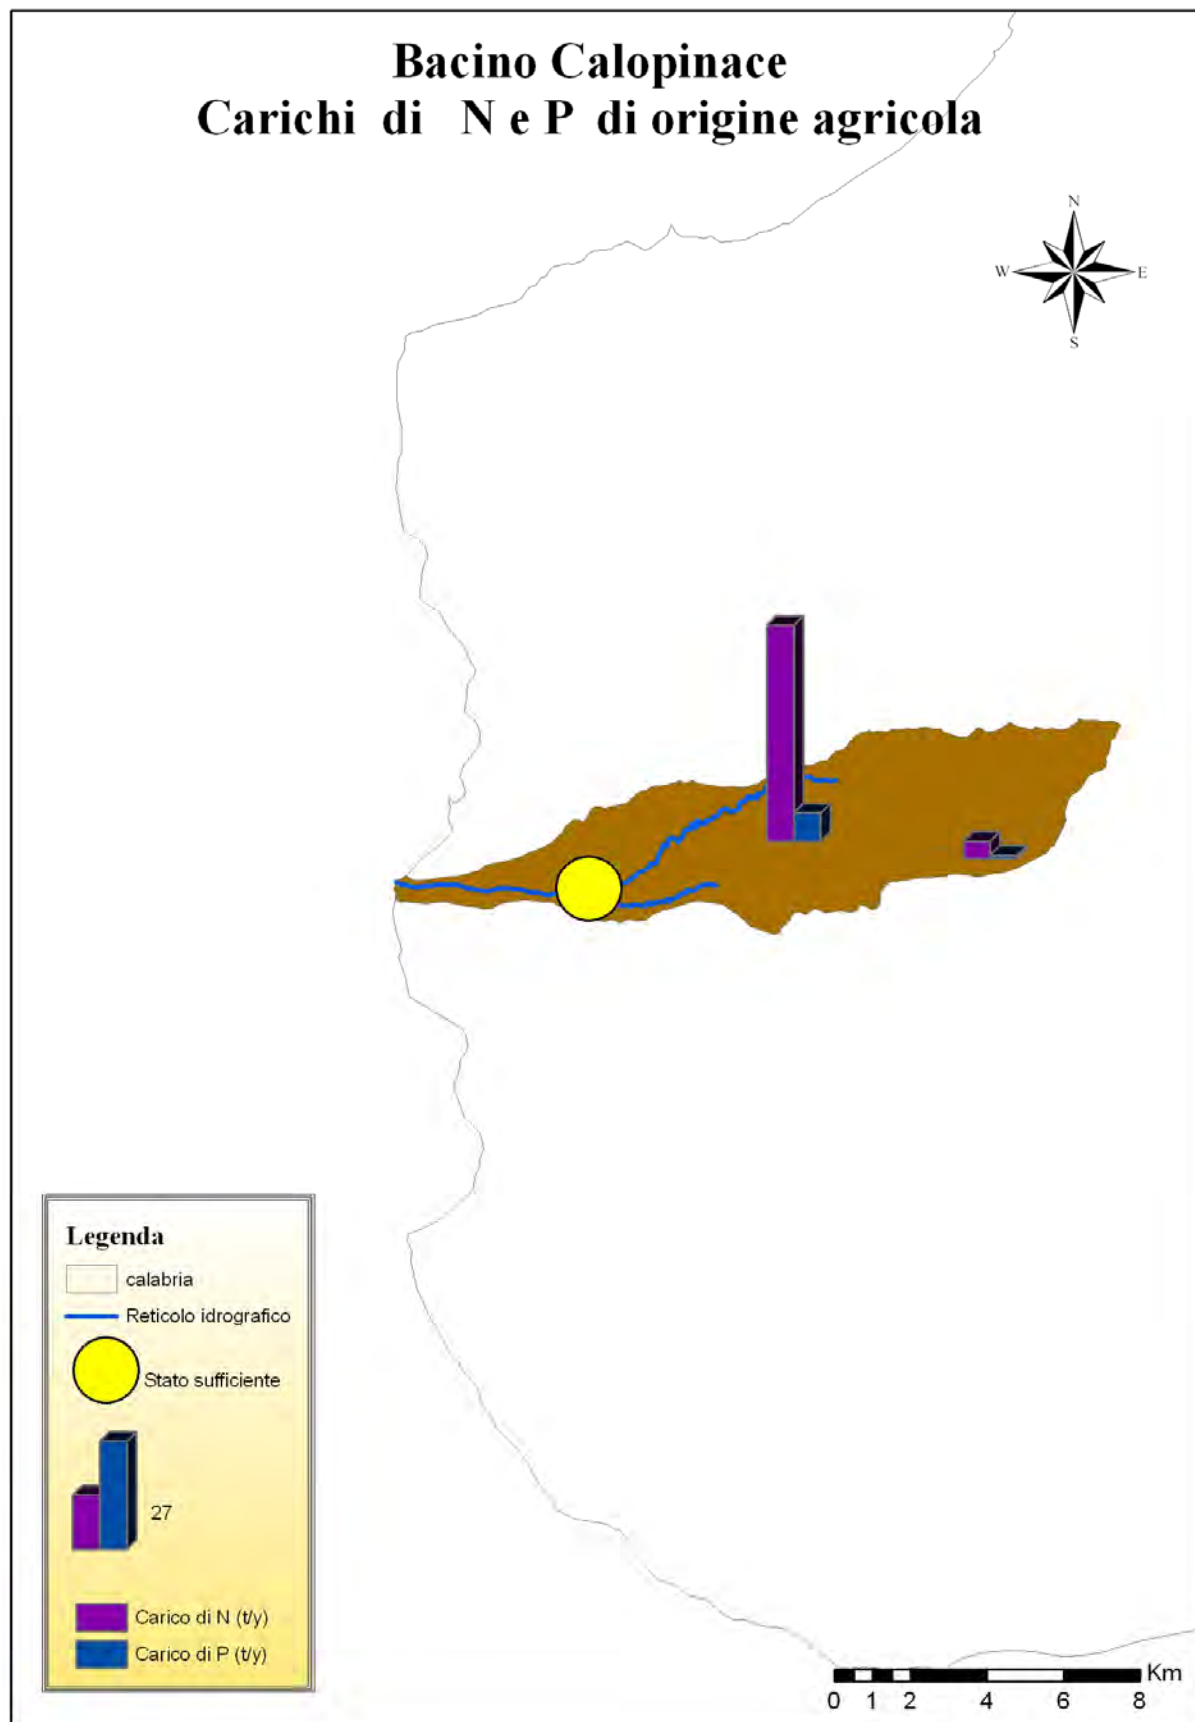 Bacino Calopinace
Carichi di N e P di origine agricola
N
W E
S
Legenda
calabria
Reticolo idrografico
Stato sufficiente
27
Carico di N (t/y)
Carico di P (t/y)
Km
0 1 2 4 6 8